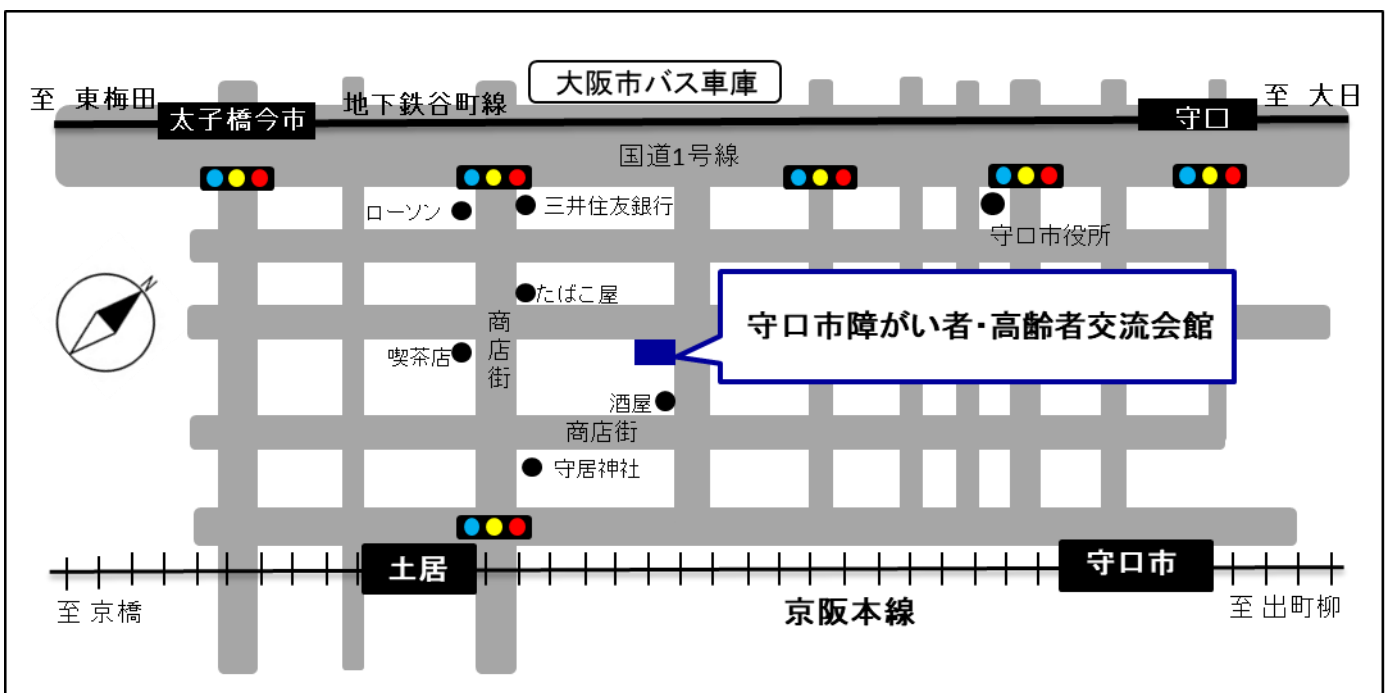 大阪市バス車庫
至 東梅田
太子橋今市
地下鉄谷町線
守口
至 大日
国道1号線
ローソン
三井住友銀行
守口市役所
N
たばこ屋
商店街
喫茶店
守口市障がい者・高齢者交流会館
酒屋
商店街
守居神社
土居
守口市
至 京橋
京阪本線
至 出町柳